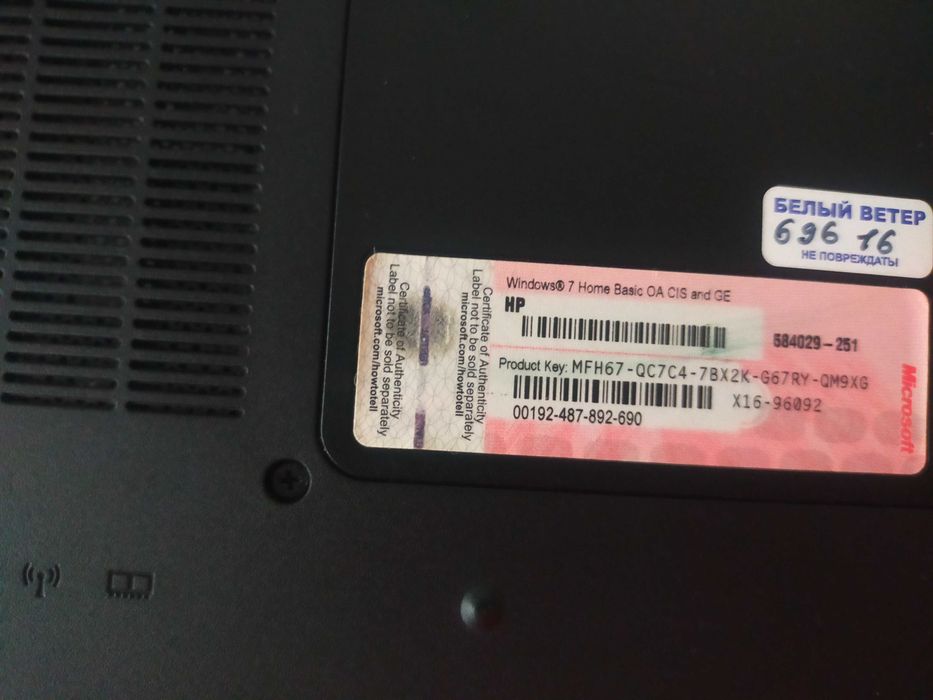 БЕЛЫЙ ВЕТЕР
696 16
НЕ ПОВРЕЖДАТЬ!
Certificate of Authenticity
Label not to be sold separately
microsoft.com/howtotell
Certificate of Authenticity
Label not to be sold separately
microsoft.com/howtotell
Windows® 7 Home Basic OA CIS and GE
HP
584029-251
Product Key: MFH67-QC7C4-7BX2K-G67RY-QM9XG
X16-96092
00192-487-892-690
Microsoft